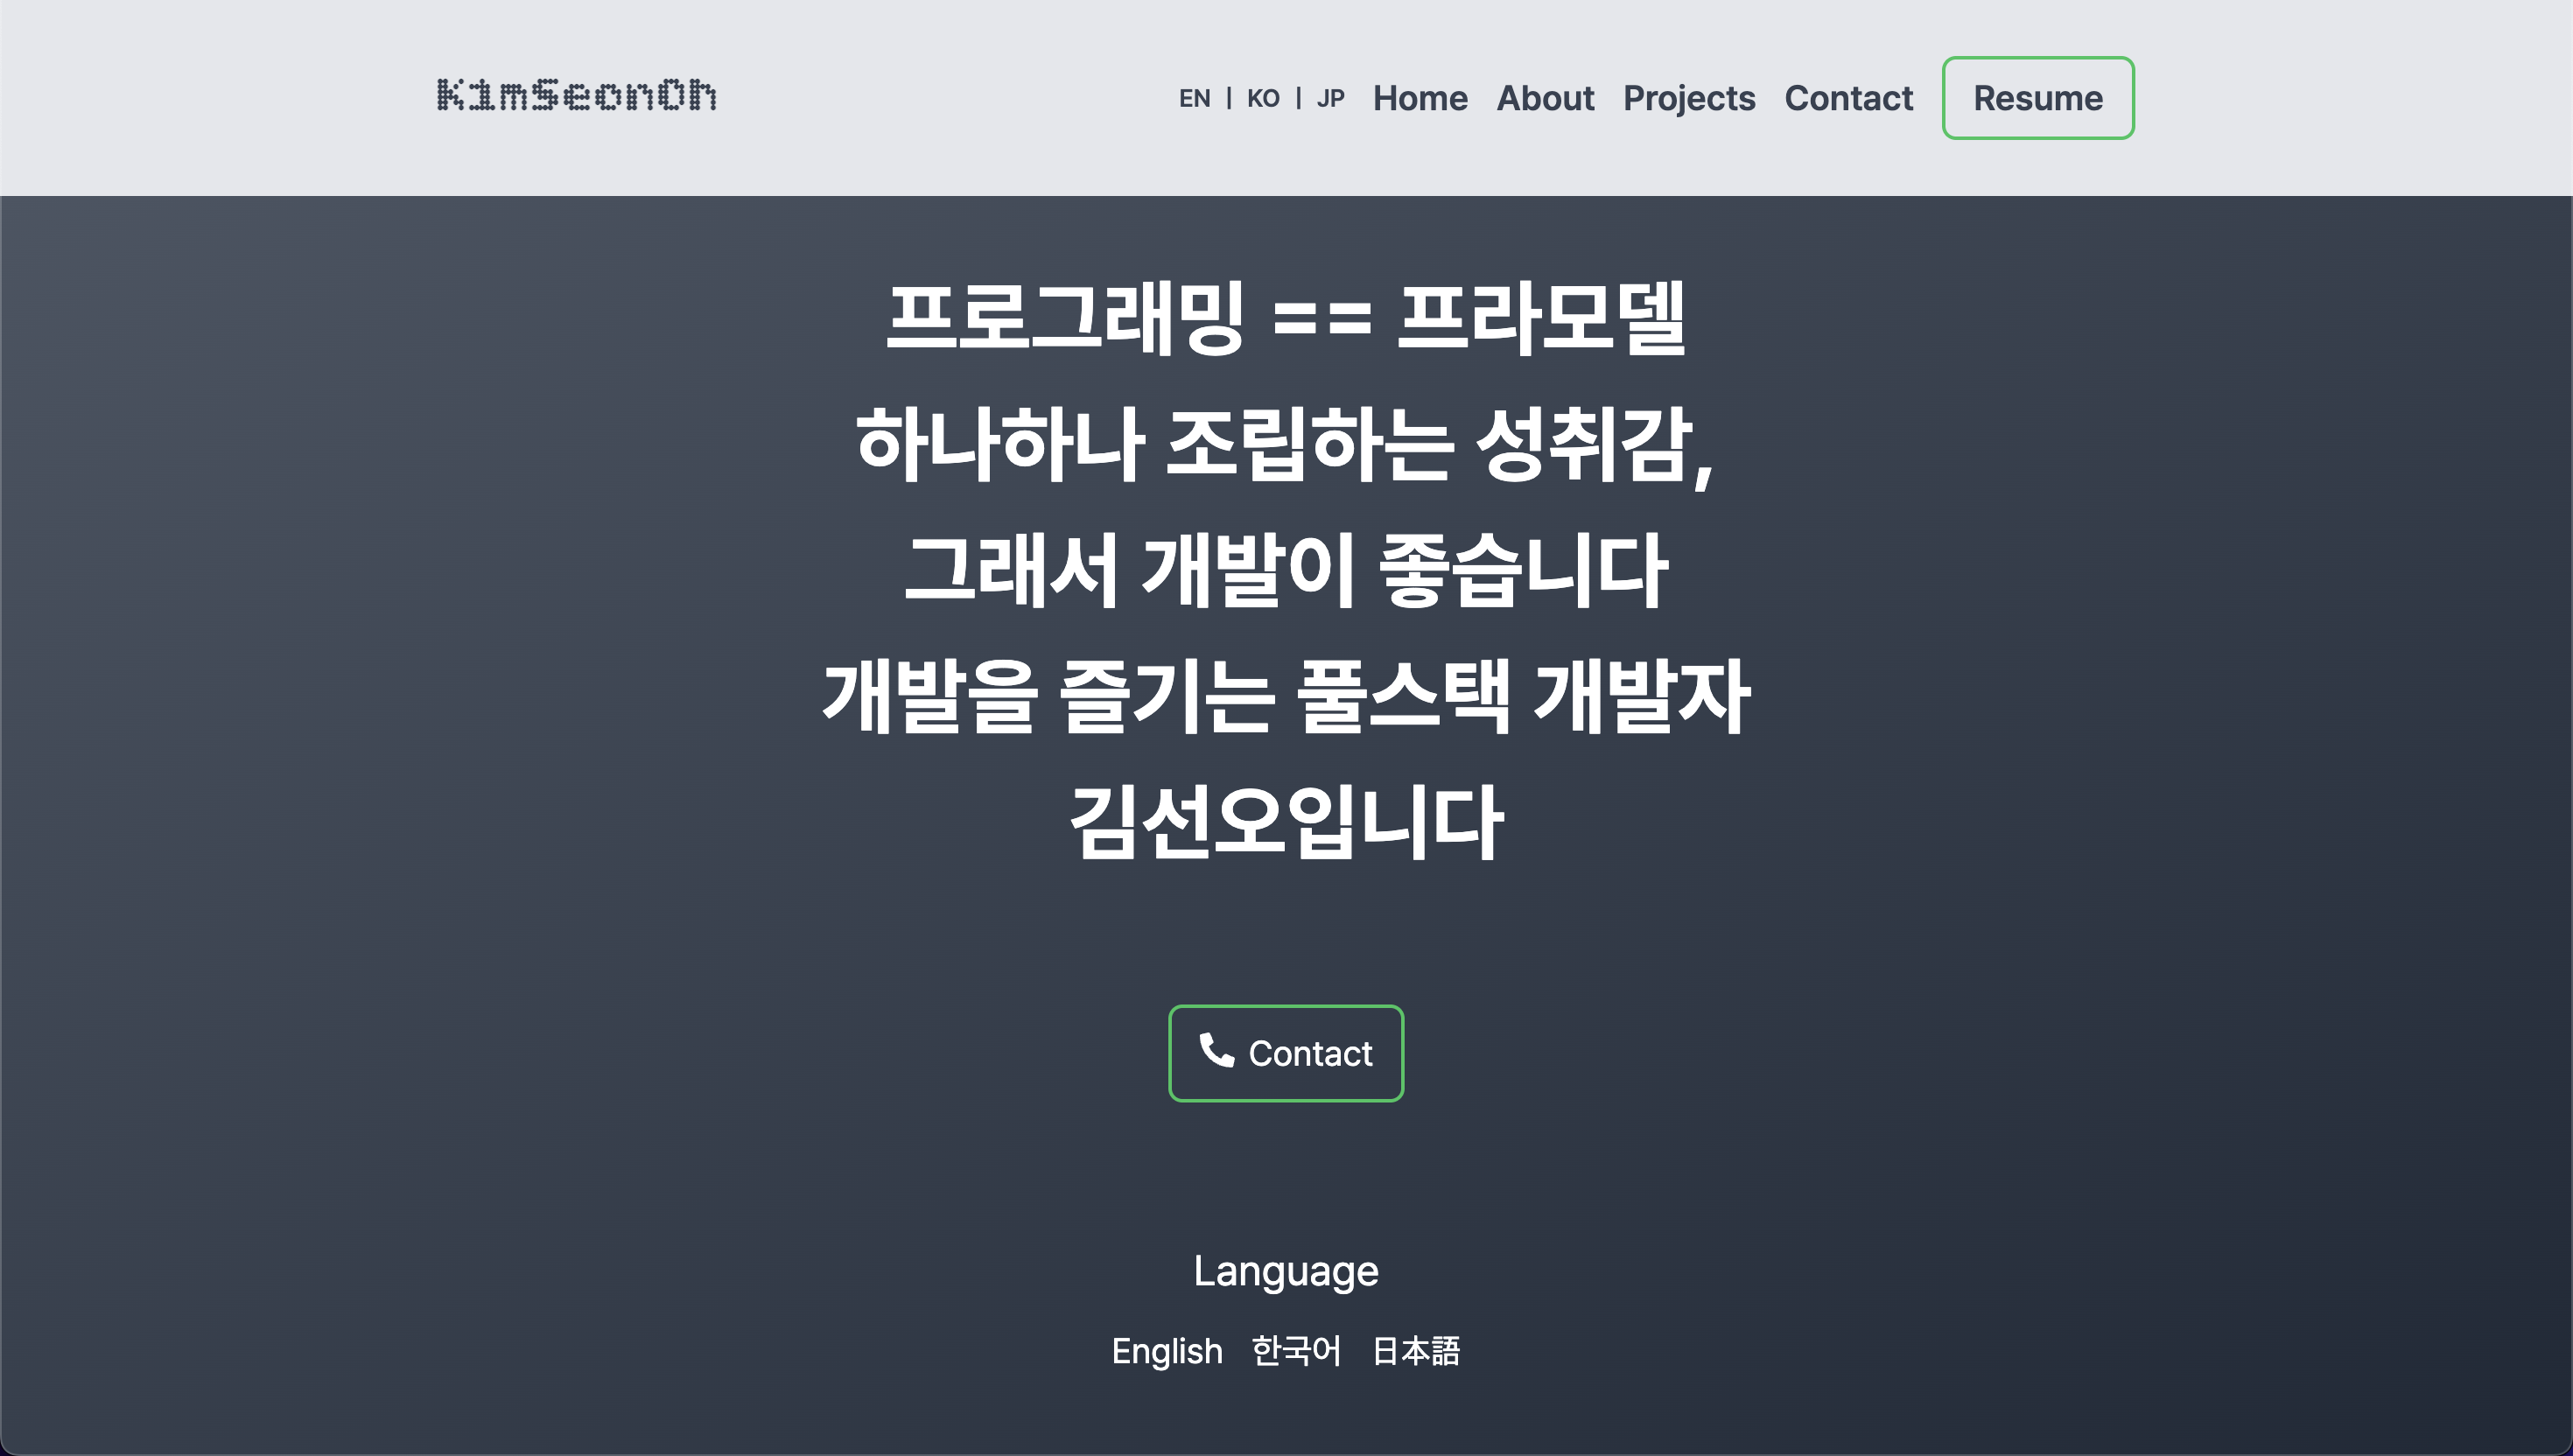 KimSeonOh
EN | KO | JP Home About Projects Contact Resume
프로그래밍 == 프라모델
하나하나 조립하는 성취감,
그래서 개발이 좋습니다
개발을 즐기는 풀스택 개발자
김선오입니다
Contact
Language
English 한국어 日本語